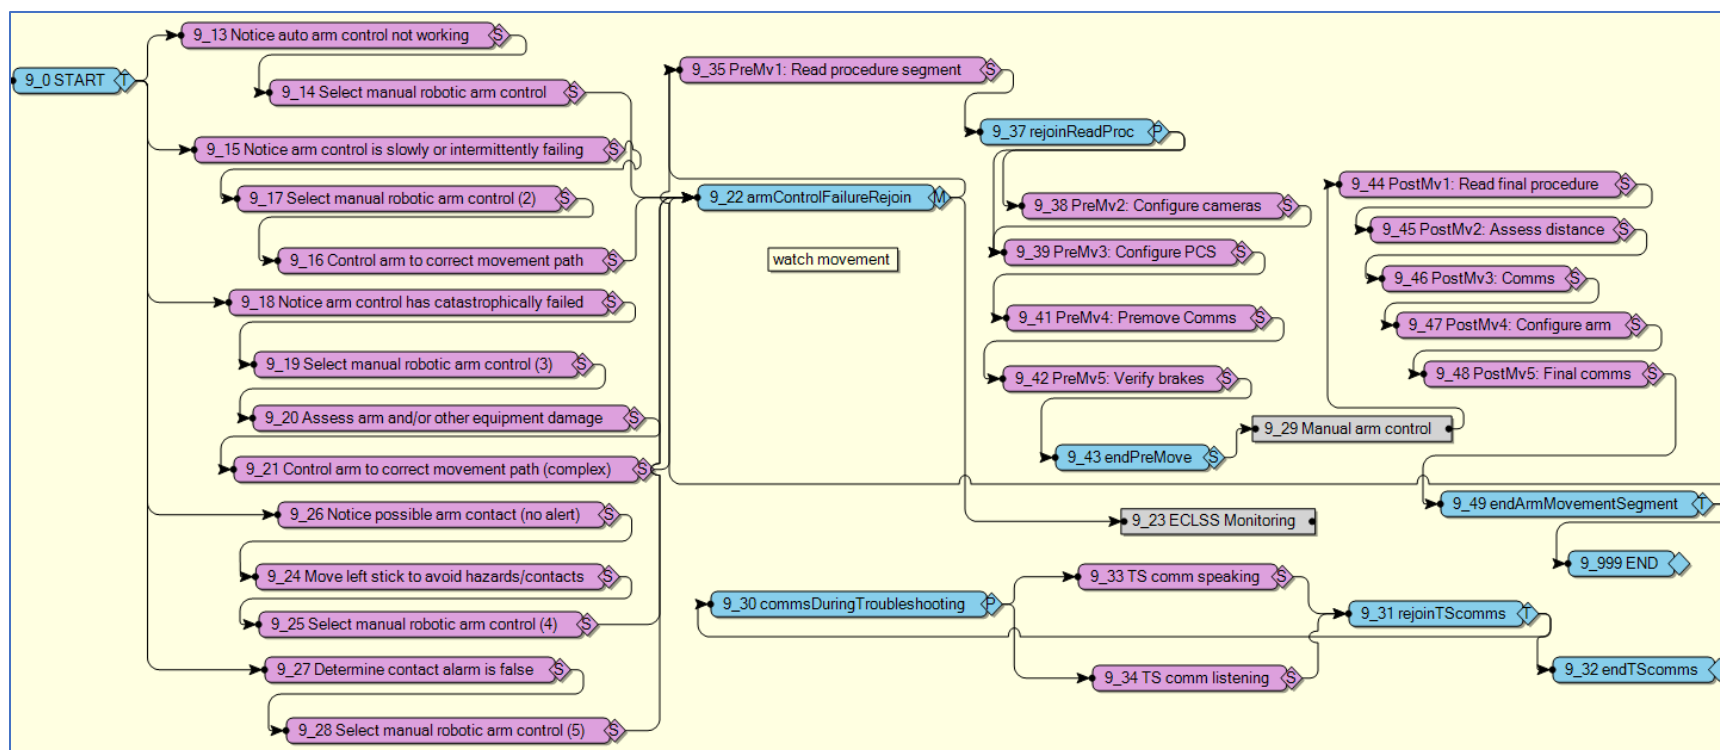 9_0 START
T
9_13 Notice auto arm control not working
S
9_14 Select manual robotic arm control
S
9_15 Notice arm control is slowly or intermittently failing
S
9_17 Select manual robotic arm control (2)
S
9_16 Control arm to correct movement path
S
9_18 Notice arm control has catastrophically failed
S
9_19 Select manual robotic arm control (3)
S
9_20 Assess arm and/or other equipment damage
S
9_21 Control arm to correct movement path (complex)
S
9_26 Notice possible arm contact (no alert)
S
9_24 Move left stick to avoid hazards/contacts
S
9_25 Select manual robotic arm control (4)
S
9_27 Determine contact alarm is false
S
9_28 Select manual robotic arm control (5)
S
9_35 PreMv1: Read procedure segment
S
9_22 armControlFailureRejoin
M
watch movement
9_37 rejoinReadProc
P
9_38 PreMv2: Configure cameras
S
9_39 PreMv3: Configure PCS
S
9_41 PreMv4: Premove Comms
S
9_42 PreMv5: Verify brakes
S
9_43 endPreMove
S
9_29 Manual arm control
9_23 ECLSS Monitoring
9_44 PostMv1: Read final procedure
S
9_45 PostMv2: Assess distance
S
9_46 PostMv3: Comms
S
9_47 PostMv4: Configure arm
S
9_48 PostMv5: Final comms
S
9_49 endArmMovementSegment
T
9_999 END
9_30 commsDuringTroubleshooting
P
9_33 TS comm speaking
S
9_34 TS comm listening
S
9_31 rejoinTScomms
T
9_32 endTScomms